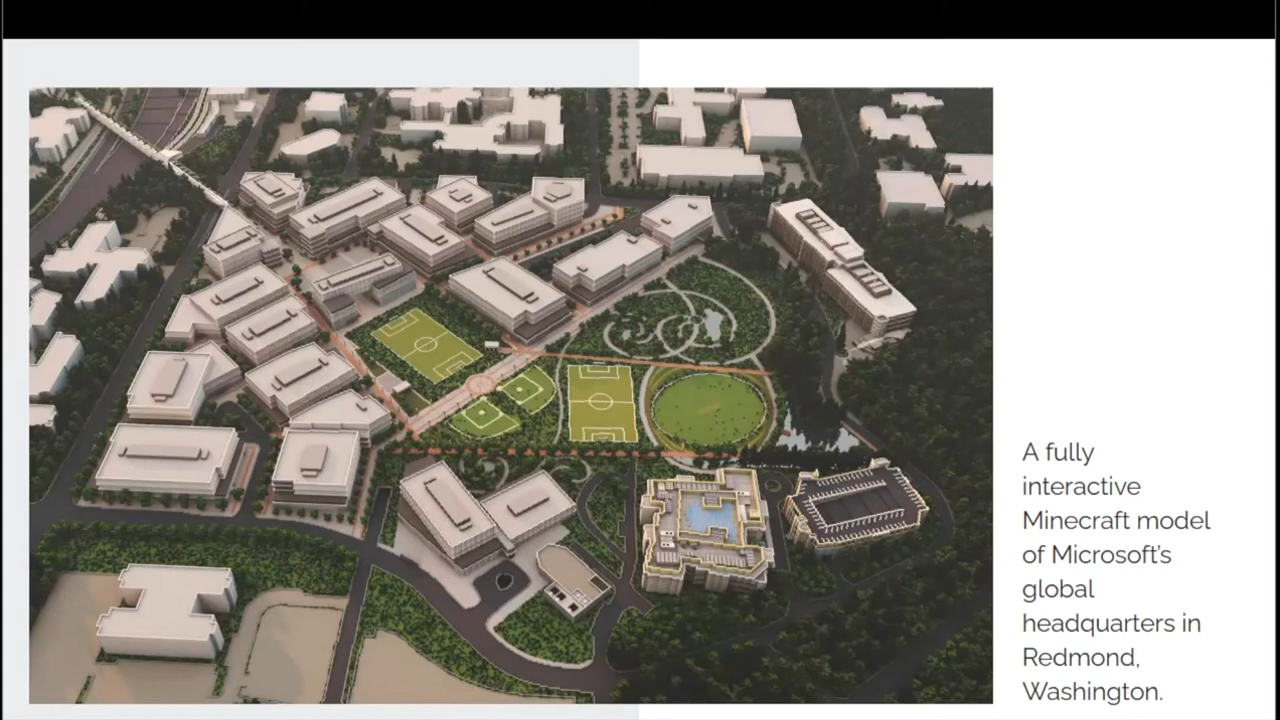 A fully
interactive
Minecraft model
of Microsoft’s
global
headquarters in
Redmond,
Washington.